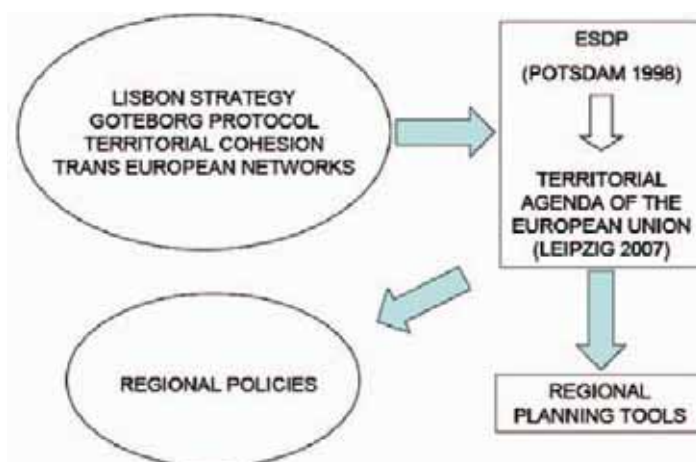 LISBON STRATEGY
GOTEBORG PROTOCOL
TERRITORIAL COHESION
TRANS EUROPEAN NETWORKS
ESDP
(POTSDAM 1998)
TERRITORIAL
AGENDA OF THE
EUROPEAN UNION
(LEIPZIG 2007)
REGIONAL POLICIES
REGIONAL
PLANNING TOOLS